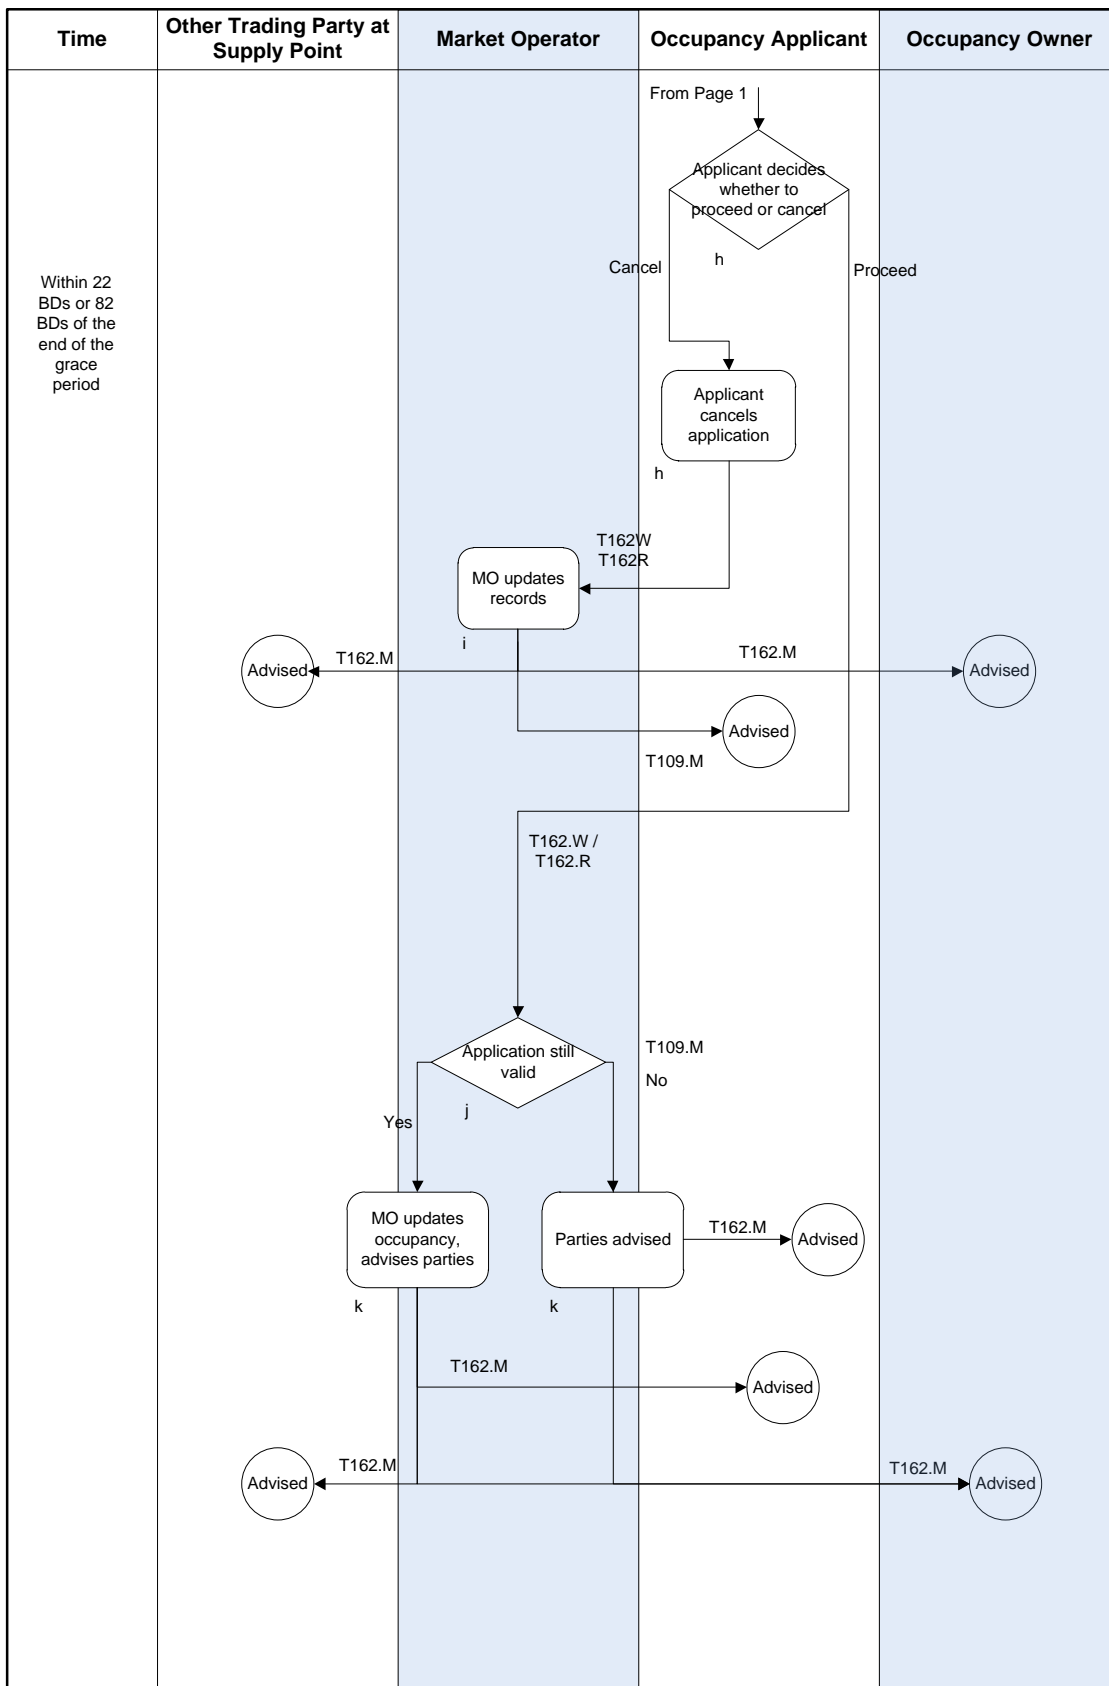 Time
Other Trading Party at
Supply Point
Market Operator
Occupancy Applicant
Occupancy Owner
From Page 1
Applicant decides
whether to
proceed or cancel
h
Cancel
Proceed
Within 22
BDs or 82
BDs of the
end of the
grace
period
Applicant
cancels
application
h
T162W
T162R
MO updates
records
i
Advised
T162.M
T162.M
Advised
Advised
T109.M
T162.W /
T162.R
Application still
valid
j
T109.M
No
Yes
MO updates
occupancy,
advises parties
k
Parties advised
k
T162.M
Advised
T162.M
Advised
Advised
T162.M
T162.M
Advised